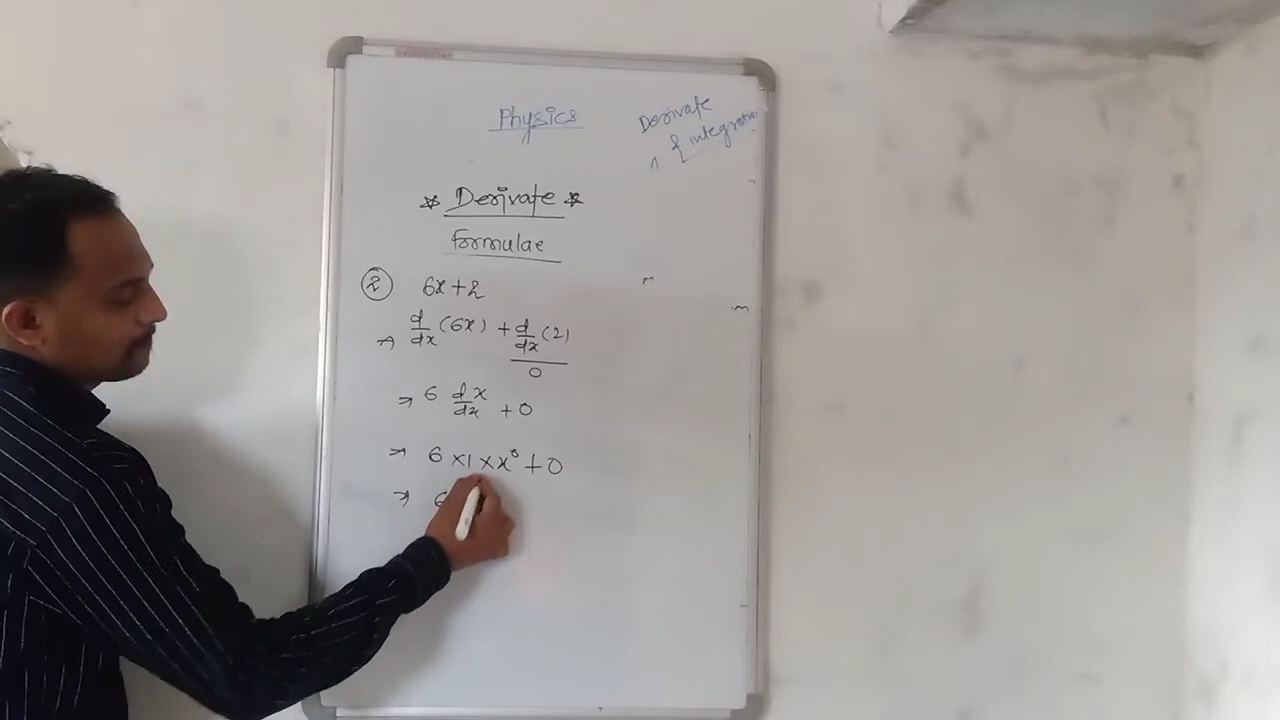 Physics
Derivate
& integration
* Derivate *
Formulae
② 6x+2
⇒ d/dx (6x) + d/dx (2)
0
⇒ 6 dx/dx + 0
⇒ 6 × 1 × x⁰ + 0
⇒ 6